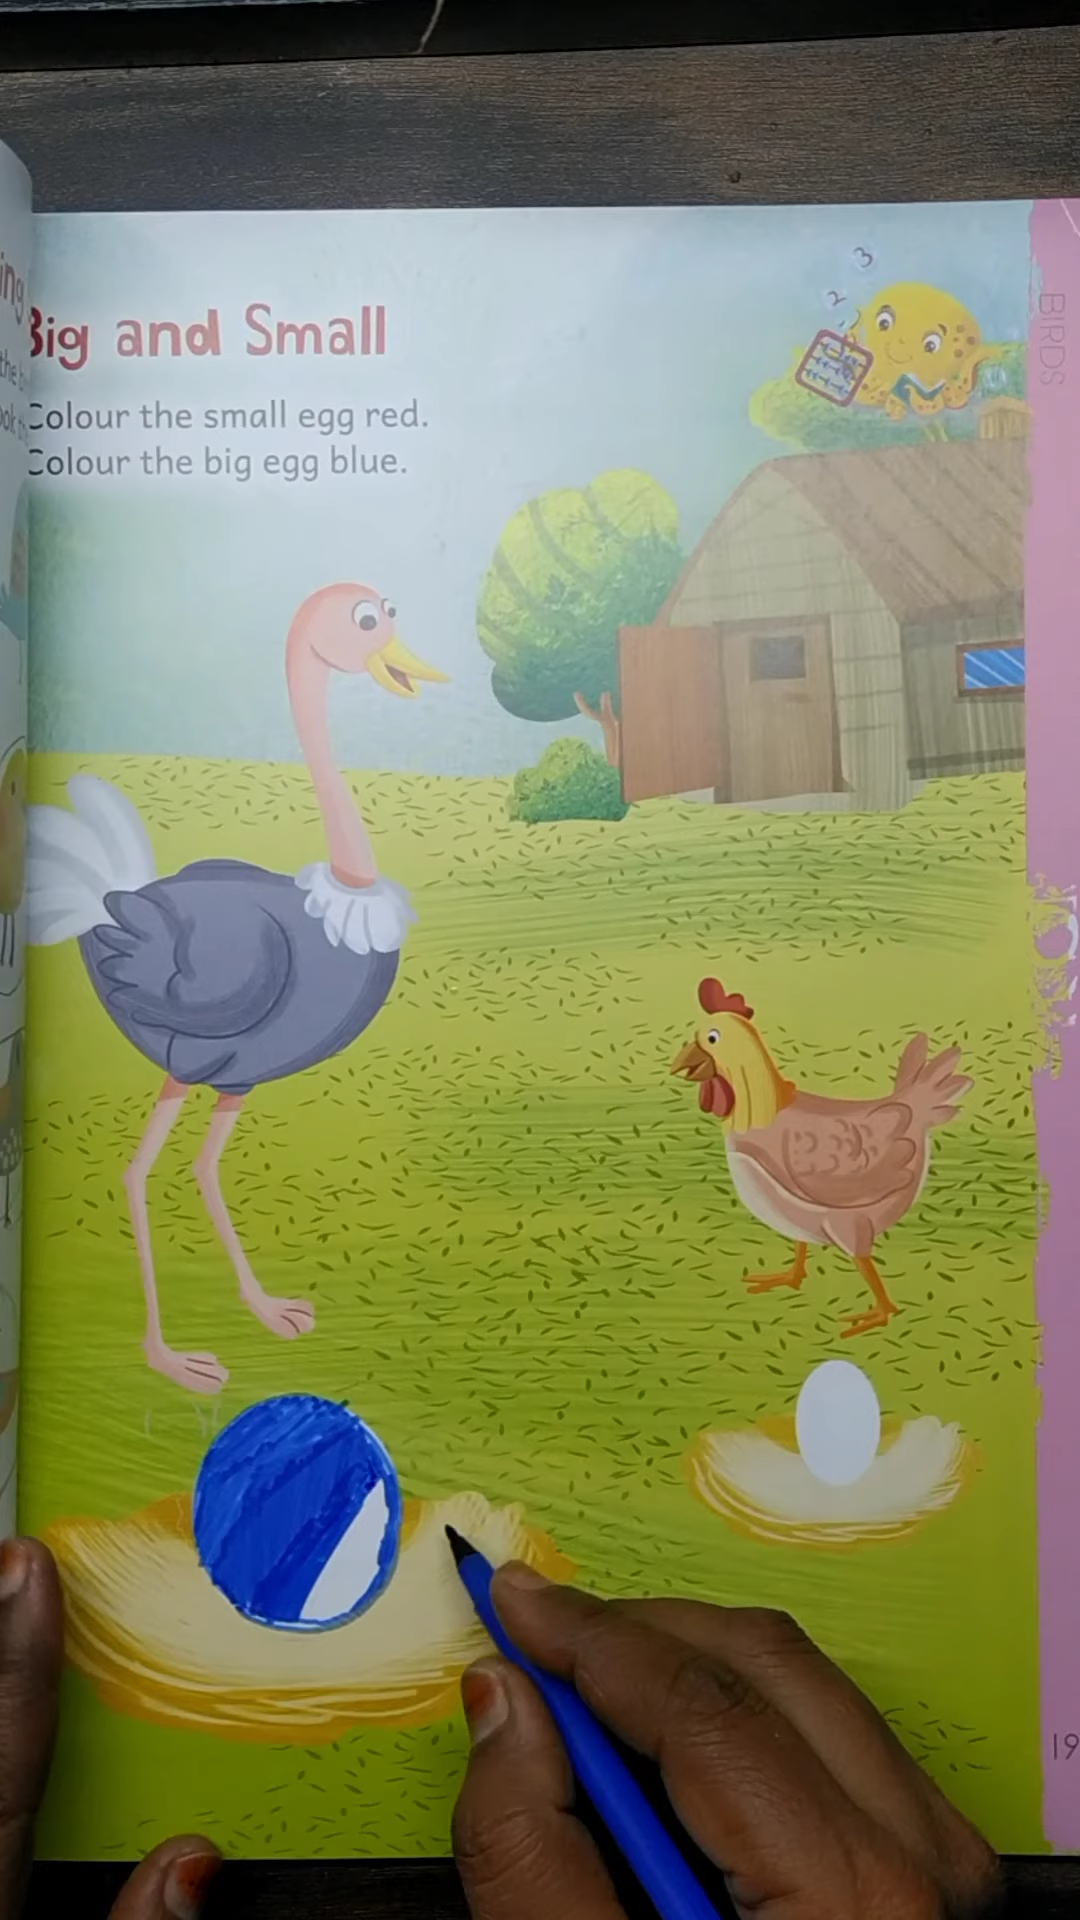 Big and Small
Colour the small egg red.
Colour the big egg blue.
3
2
BIRDS
19